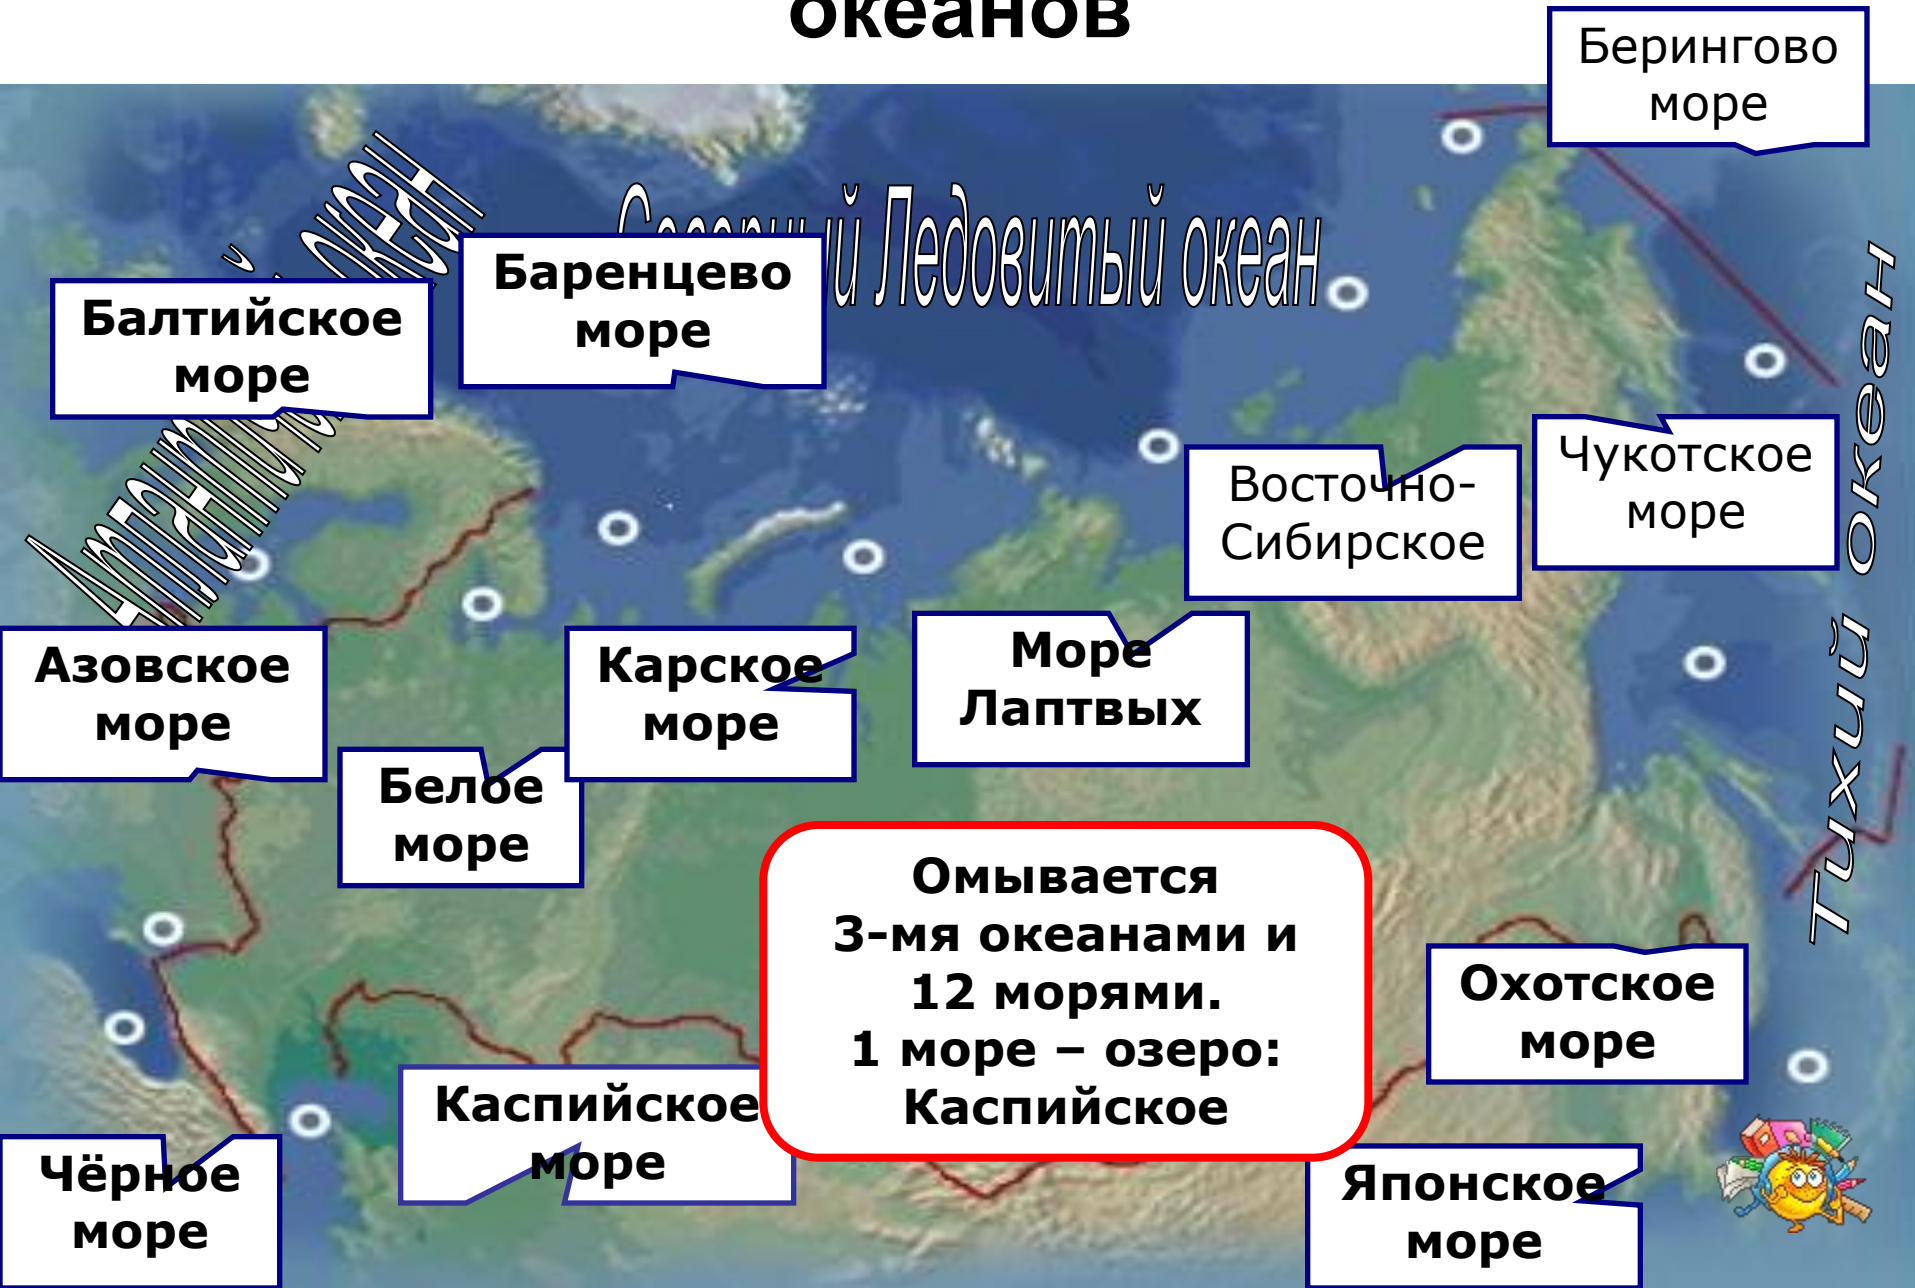 океанов
Берингово
море
Северный Ледовитый океан
океан
Баренцево
море
Балтийское
море
Тихий океан
Чукотское
море
Восточно-
Сибирское
Азовское
море
Карское
море
Море
Лаптвых
Белое
море
Омывается
3-мя океанами и
12 морями.
1 море – озеро:
Каспийское
Охотское
море
Каспийское
море
Чёрное
море
Японское
море